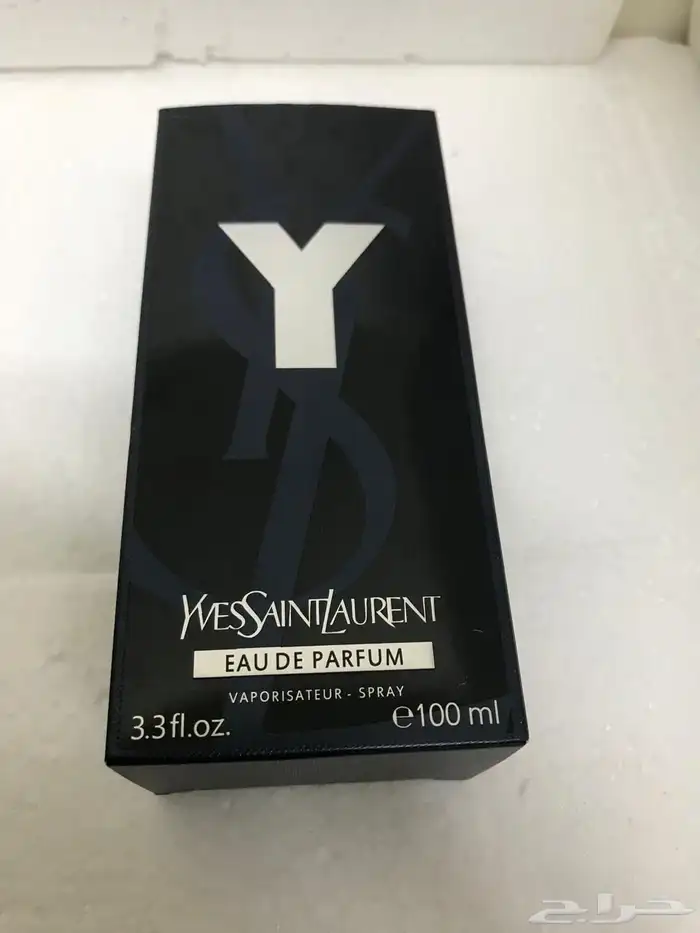 Y
YVESSAINTLAURENT
EAU DE PARFUM
VAPORISATEUR - SPRAY
3.3 fl.oz. ℮100 ml
حراج